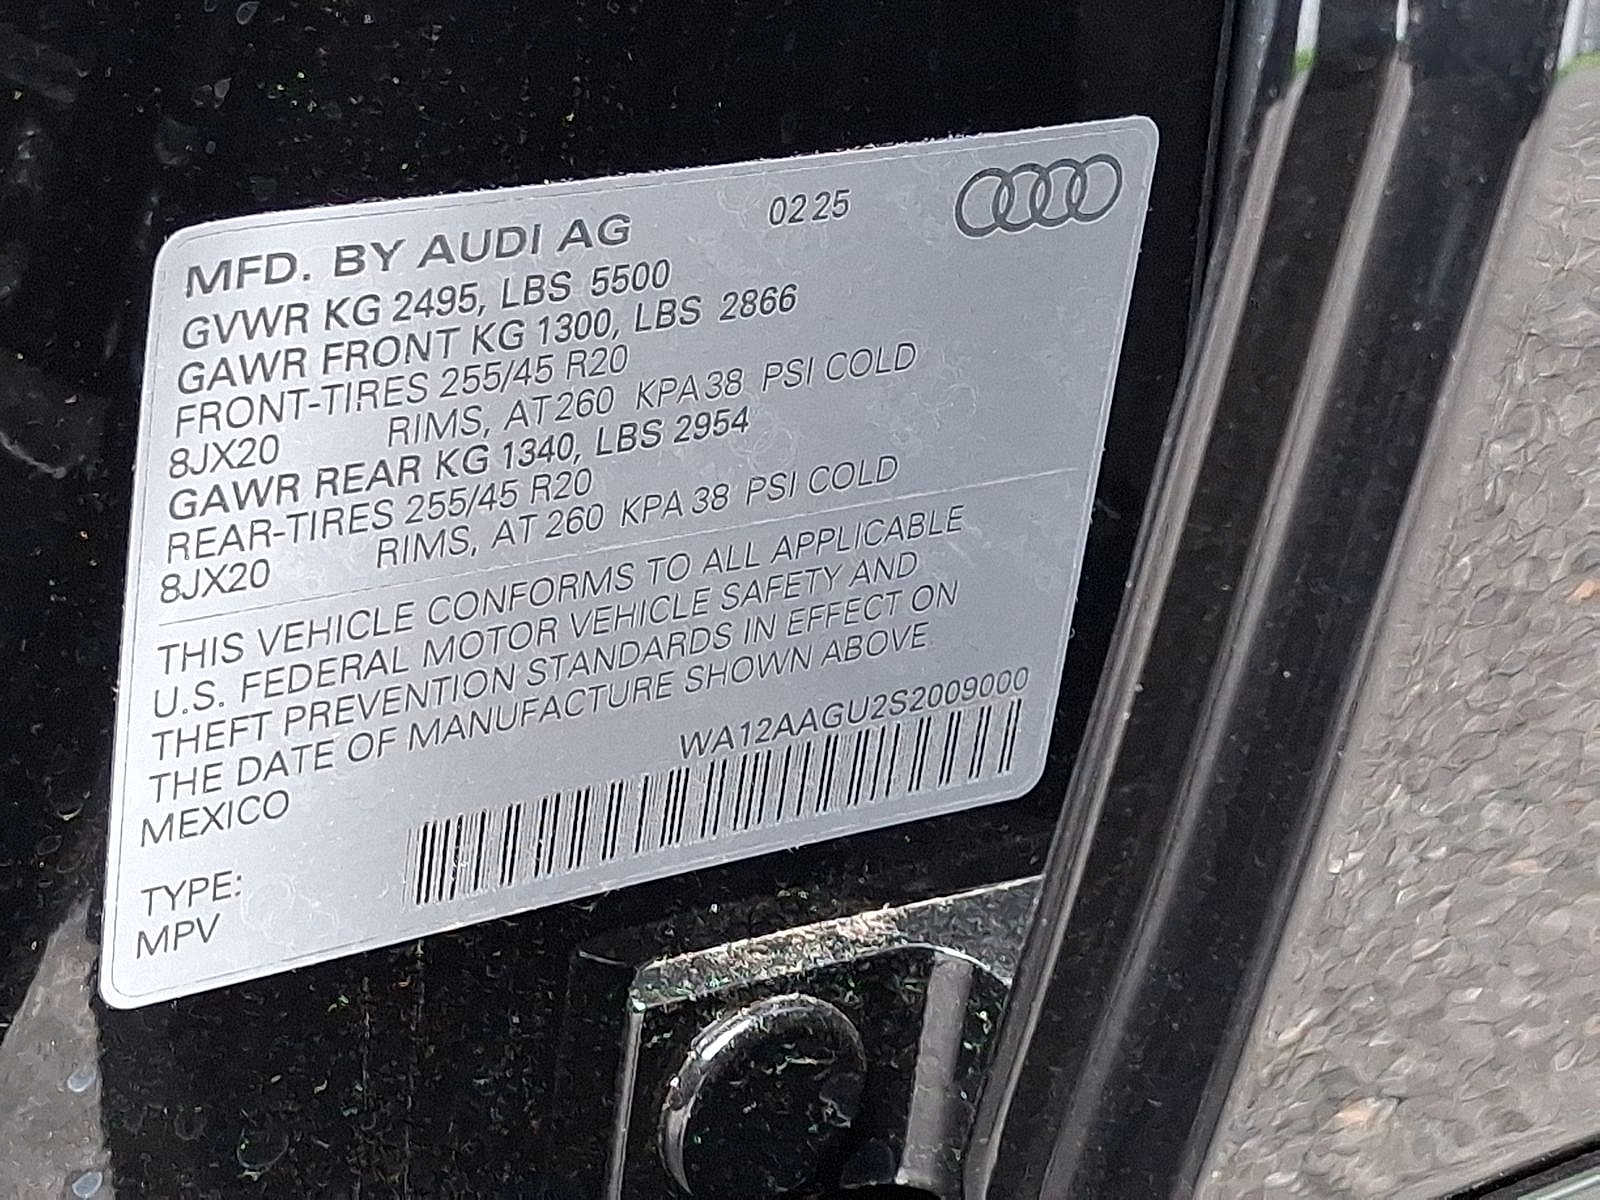 MFD. BY AUDI AG 0225
GVWR KG 2495, LBS 5500
GAWR FRONT KG 1300, LBS 2866
FRONT-TIRES 255/45 R20
8JX20 RIMS, AT 260 KPA 38 PSI COLD
GAWR REAR KG 1340, LBS 2954
REAR-TIRES 255/45 R20
8JX20 RIMS, AT 260 KPA 38 PSI COLD
THIS VEHICLE CONFORMS TO ALL APPLICABLE
U.S. FEDERAL MOTOR VEHICLE SAFETY AND
THEFT PREVENTION STANDARDS IN EFFECT ON
THE DATE OF MANUFACTURE SHOWN ABOVE.
WA12AAGU2S2009000
MEXICO
TYPE:
MPV